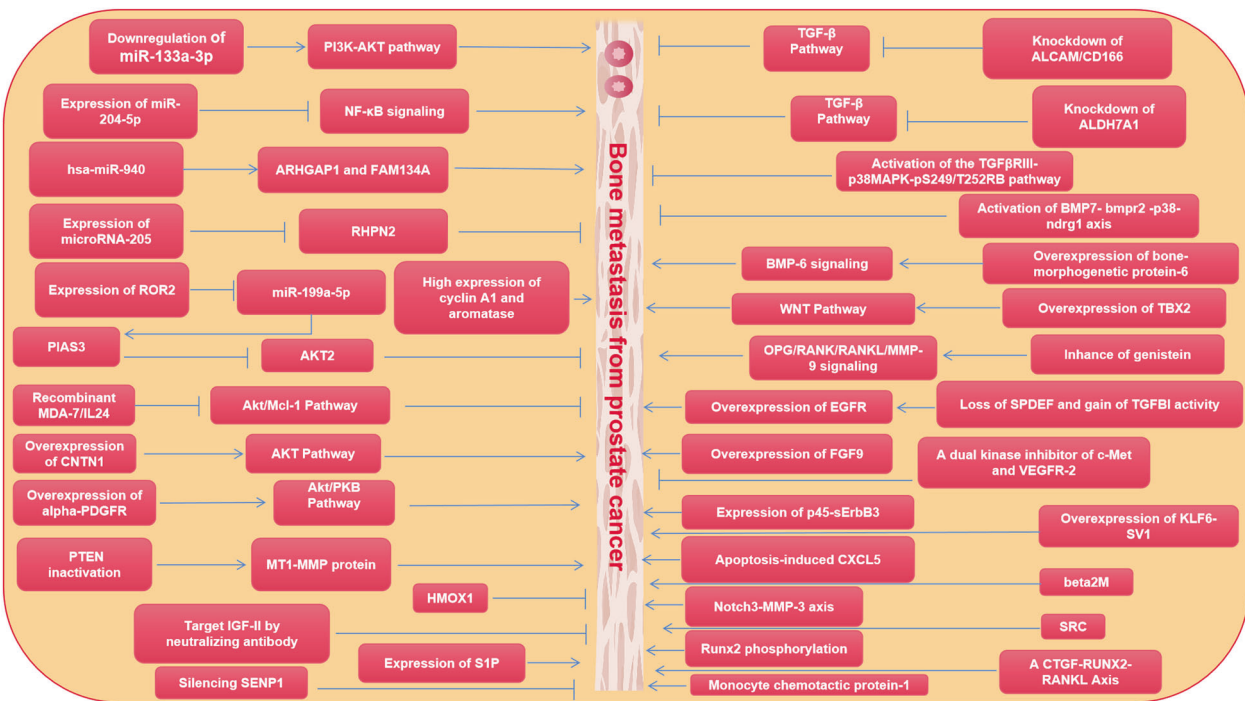 Downregulation of
miR-133a-3p
PI3K-AKT pathway
Expression of miR-
204-5p
NF-κB signaling
hsa-miR-940
ARHGAP1 and FAM134A
Expression of
microRNA-205
RHPN2
Expression of ROR2
miR-199a-5p
High expression of
cyclin A1 and
aromatase
PIAS3
AKT2
Recombinant
MDA-7/IL24
Akt/Mcl-1 Pathway
Overexpression
of CNTN1
AKT Pathway
Overexpression of
alpha-PDGFR
Akt/PKB
Pathway
PTEN
inactivation
MT1-MMP protein
HMOX1
Target IGF-II by
neutralizing antibody
Expression of S1P
Silencing SENP1
Bone metastasis from prostate cancer
TGF-β
Pathway
Knockdown of
ALCAM/CD166
TGF-β
Pathway
Knockdown of
ALDH7A1
Activation of the TGFβRIII-
p38MAPK-pS249/T252RB pathway
Activation of BMP7- bmpr2 -p38-
ndrg1 axis
BMP-6 signaling
Overexpression of bone-
morphogenetic protein-6
WNT Pathway
Overexpression of TBX2
OPG/RANK/RANKL/MMP-
9 signaling
Inhance of genistein
Overexpression of EGFR
Loss of SPDEF and gain of TGFBI activity
Overexpression of FGF9
A dual kinase inhibitor of c-Met
and VEGFR-2
Expression of p45-sErbB3
Overexpression of KLF6-
SV1
Apoptosis-induced CXCL5
beta2M
Notch3-MMP-3 axis
SRC
Runx2 phosphorylation
A CTGF-RUNX2-
RANKL Axis
Monocyte chemotactic protein-1